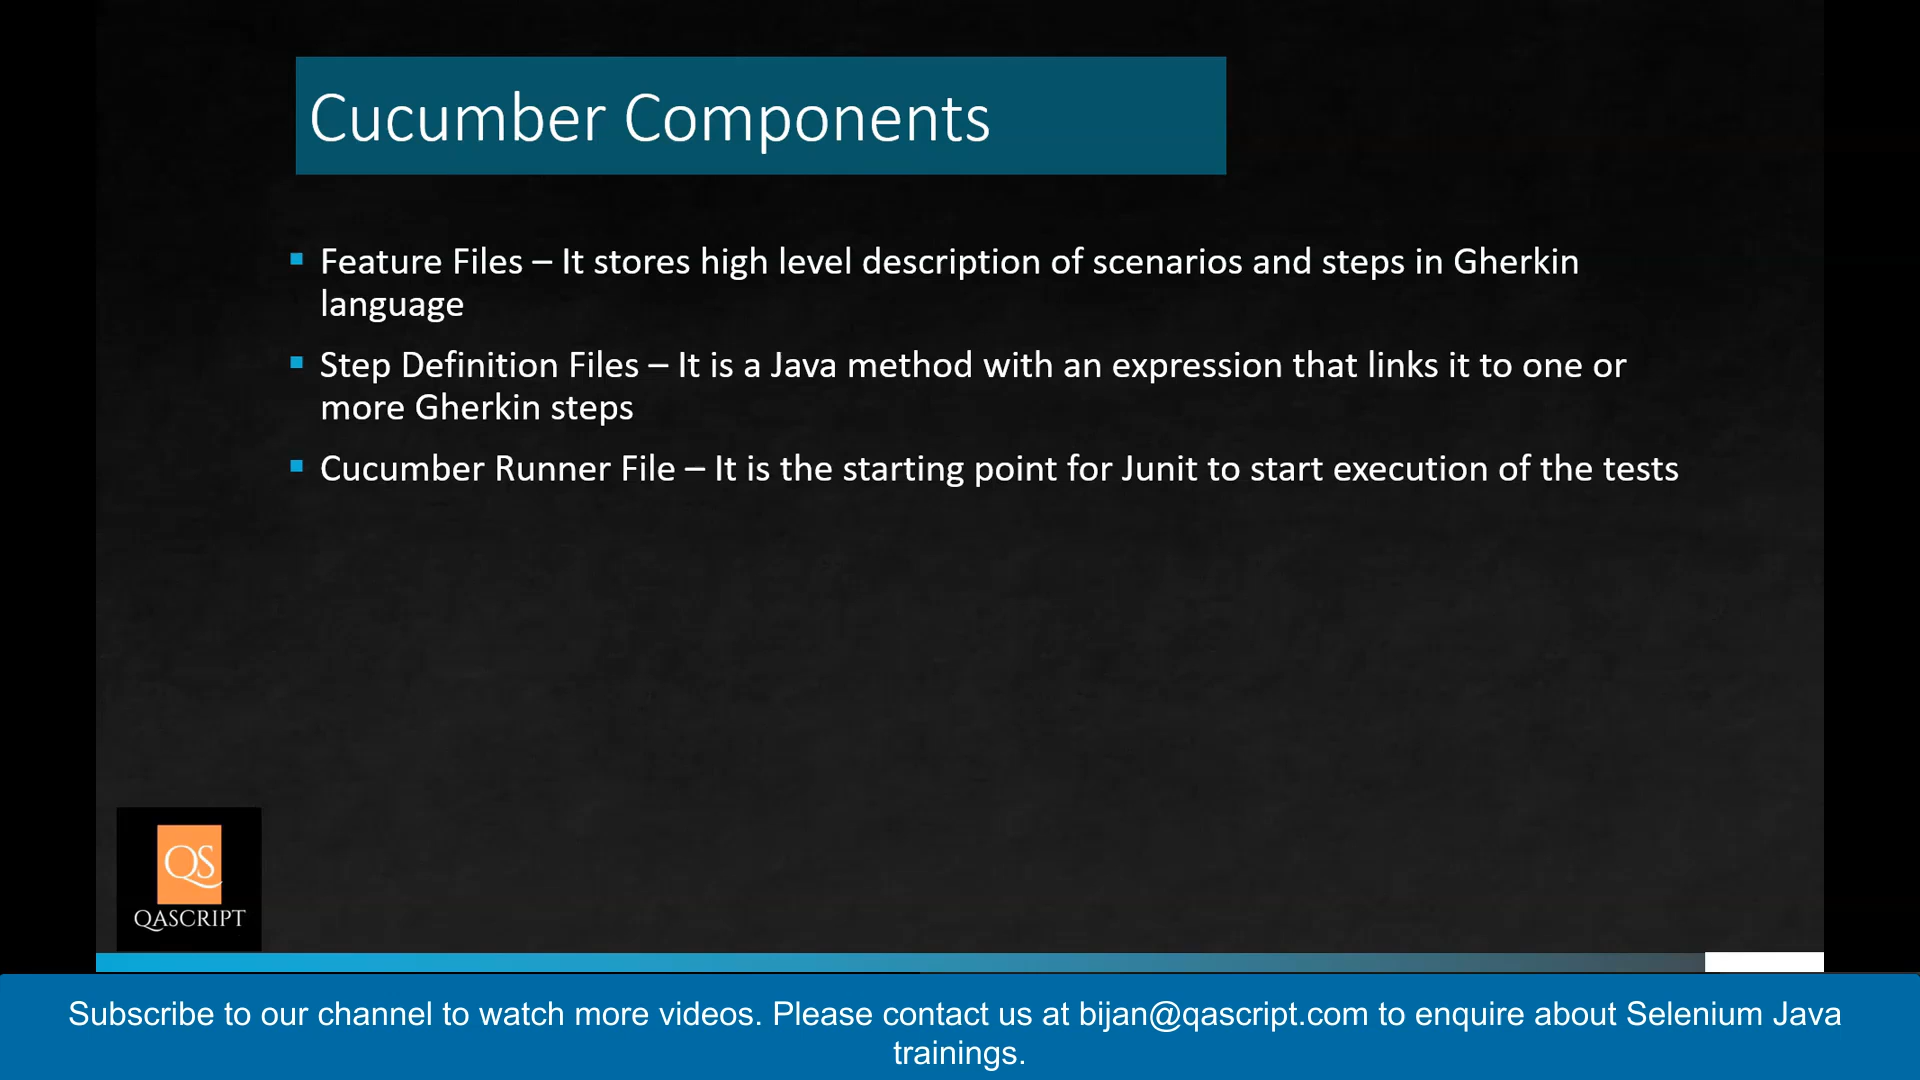 Cucumber Components
▪ Feature Files – It stores high level description of scenarios and steps in Gherkin
language
▪ Step Definition Files – It is a Java method with an expression that links it to one or
more Gherkin steps
▪ Cucumber Runner File – It is the starting point for Junit to start execution of the tests
QS
QASCRIPT
Subscribe to our channel to watch more videos. Please contact us at bijan@qascript.com to enquire about Selenium Java
trainings.